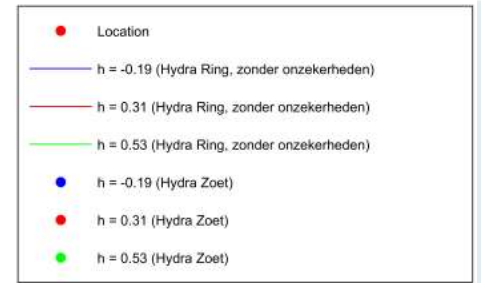 Location
h = -0.19 (Hydra Ring, zonder onzekerheden)
h = 0.31 (Hydra Ring, zonder onzekerheden)
h = 0.53 (Hydra Ring, zonder onzekerheden)
h = -0.19 (Hydra Zoet)
h = 0.31 (Hydra Zoet)
h = 0.53 (Hydra Zoet)